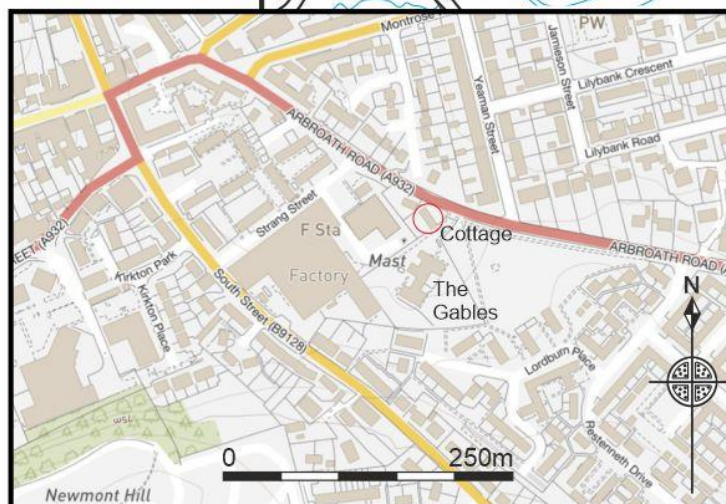 PW
Montrose
Jamieson Street
Yeaman Street
Lilybank Crescent
Lilybank Road
ARBROATH ROAD (A932)
Strang Street
F Sta
Cottage
REET (A932)
Mast
ARBROATH ROAD (A
Kirkton Park
Factory
The
Gables
N
Kirkton Place
South Street (B9128)
Lordburn Place
Restenneth Drive
0
250m
Newmont Hill